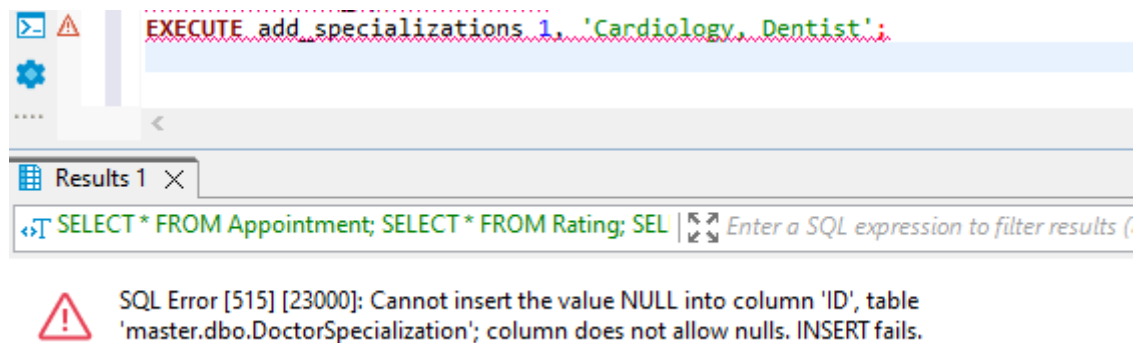 EXECUTE add_specializations 1, 'Cardiology, Dentist';
Results 1
SELECT * FROM Appointment; SELECT * FROM Rating; SEL
Enter a SQL expression to filter results (
SQL Error [515] [23000]: Cannot insert the value NULL into column 'ID', table
'master.dbo.DoctorSpecialization'; column does not allow nulls. INSERT fails.